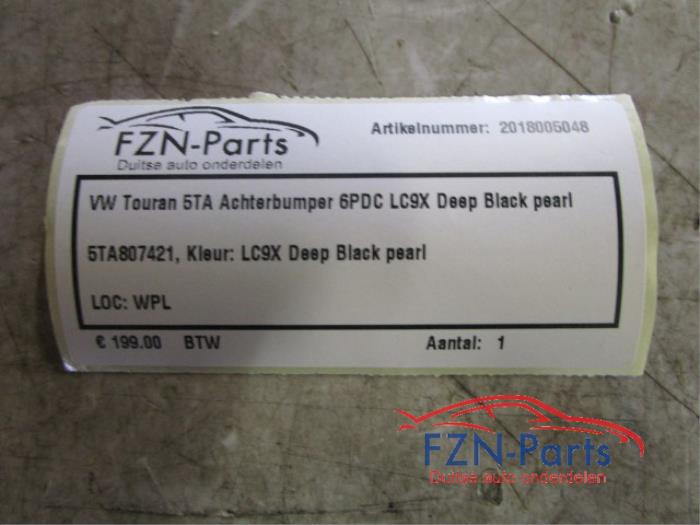 FZN-Parts
Duitse auto onderdelen
Artikelnummer: 2018005048
VW Touran 5TA Achterbumper 6PDC LC9X Deep Black pearl
5TA807421, Kleur: LC9X Deep Black pearl
LOC: WPL
€ 199.00 BTW Aantal: 1
FZN-Parts
Duitse auto onderdelen